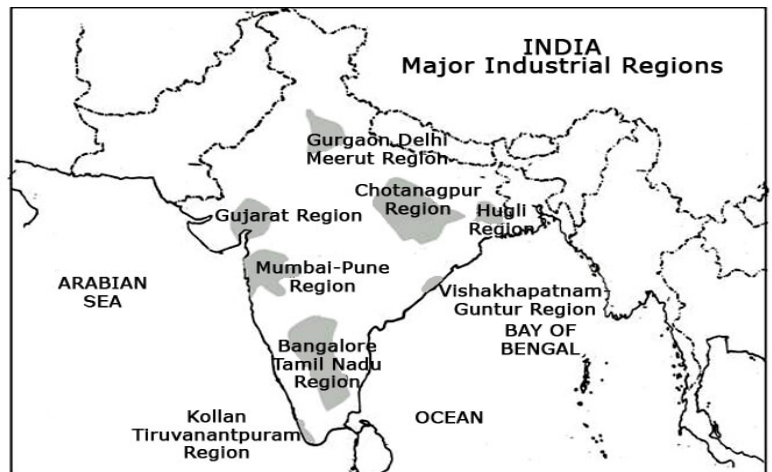 INDIA
Major Industrial Regions
Gurgaon,Delhi
Meerut Region
Chotanagpur
Region
Hugli
Region
Gujarat Region
Mumbai-Pune
Region
ARABIAN
SEA
Vishakhapatnam
Guntur Region
BAY OF
BENGAL
Bangalore
Tamil Nadu
Region
Kollan
Tiruvanantpuram
Region
OCEAN